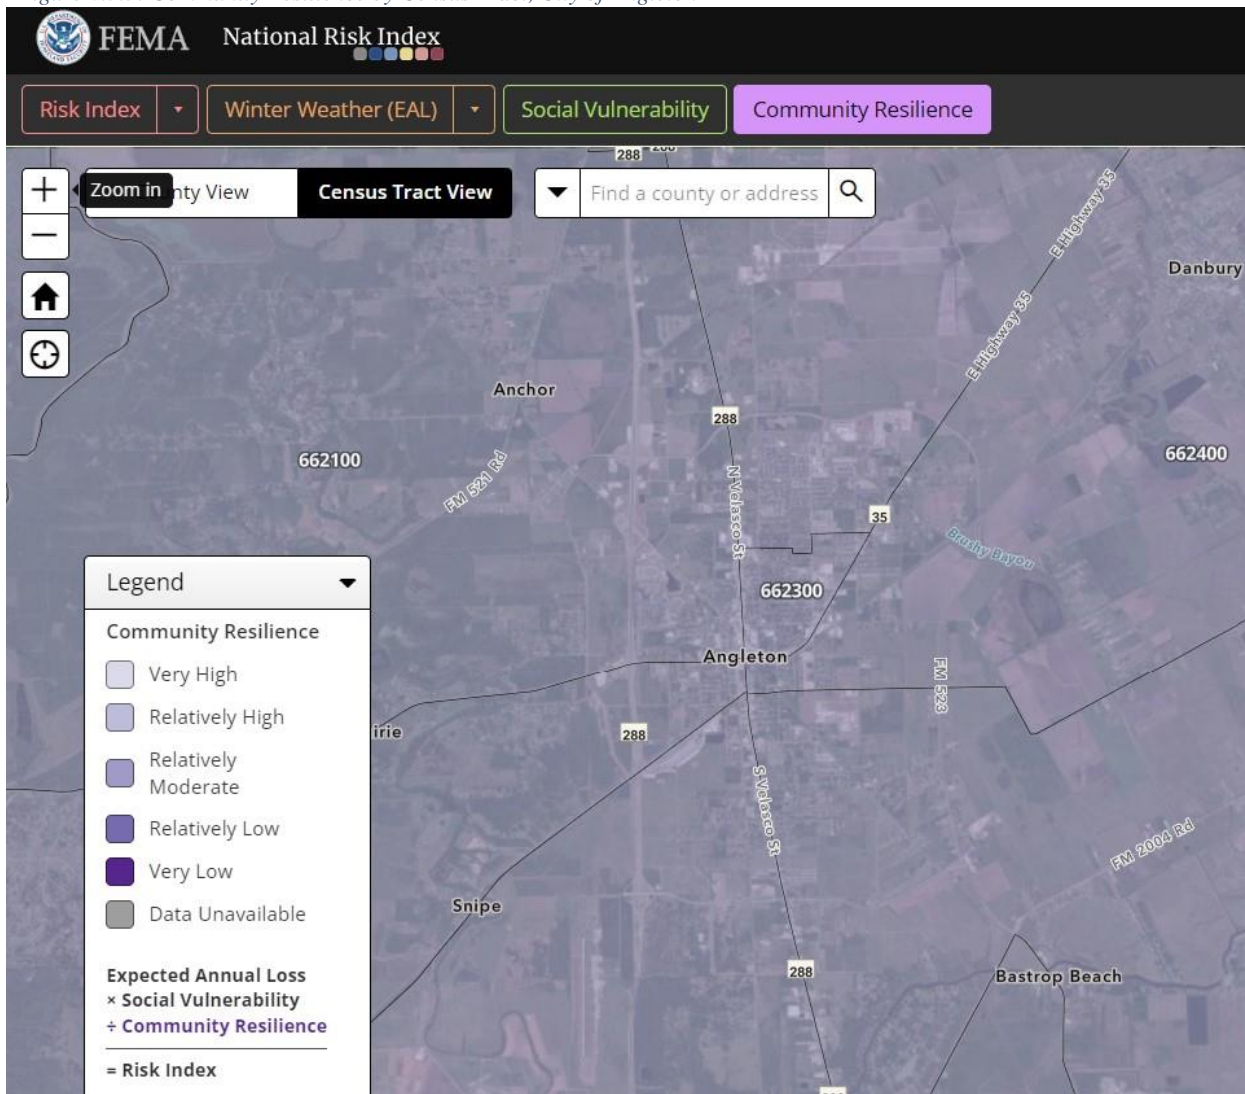 FEMA National Risk Index
Risk Index
Winter Weather (EAL)
Social Vulnerability
Community Resilience
Zoom in
nty View
Census Tract View
Find a county or address
288
E Highway 35
Danbury
Anchor
288
662100
FM 521 Rd
N Velasco St
662400
35
Brushy Bayou
E Highway 35
662300
Angleton
FM 523
irie
288
S Velasco St
FM 2004 Rd
Snipe
288
Bastrop Beach
Legend
Community Resilience
Very High
Relatively High
Relatively
Moderate
Relatively Low
Very Low
Data Unavailable
Expected Annual Loss
× Social Vulnerability
÷ Community Resilience
= Risk Index